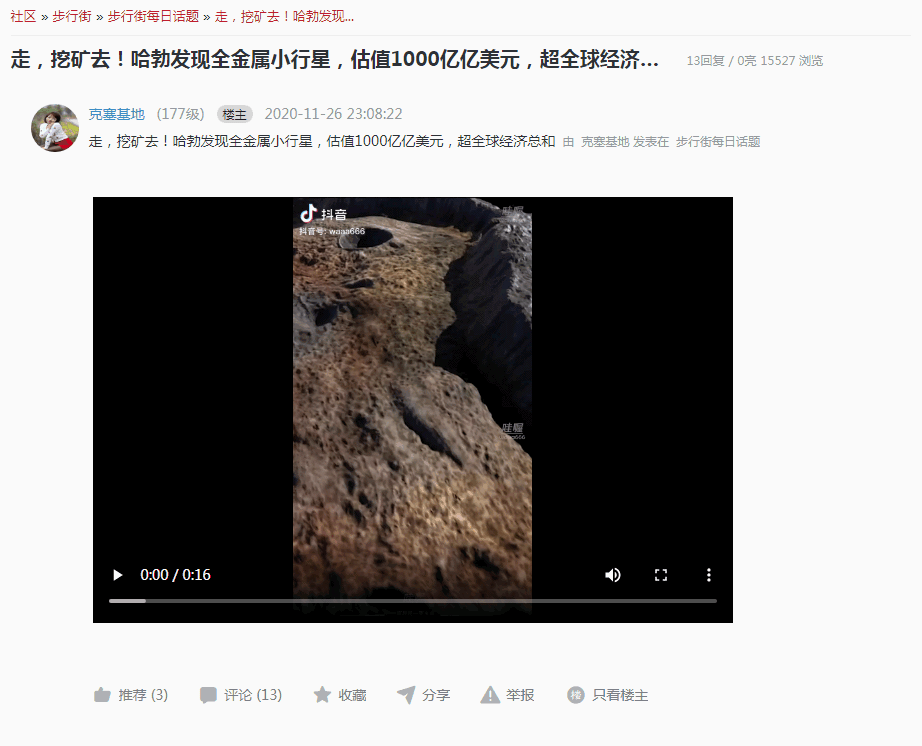 社区 » 步行街 » 步行街每日话题 » 走，挖矿去！哈勃发现...
走，挖矿去！哈勃发现全金属小行星，估值1000亿亿美元，超全球经济... 13回复 / 0亮 15527 浏览
克塞基地 (177级) 楼主 2020-11-26 23:08:22
走，挖矿去！哈勃发现全金属小行星，估值1000亿亿美元，超全球经济总和 由 克塞基地 发表在 步行街每日话题
抖音
抖音号: waaa666
哇喔
哇喔
0:00 / 0:16
推荐 (3) 评论 (13) 收藏 分享 举报 楼 只看楼主